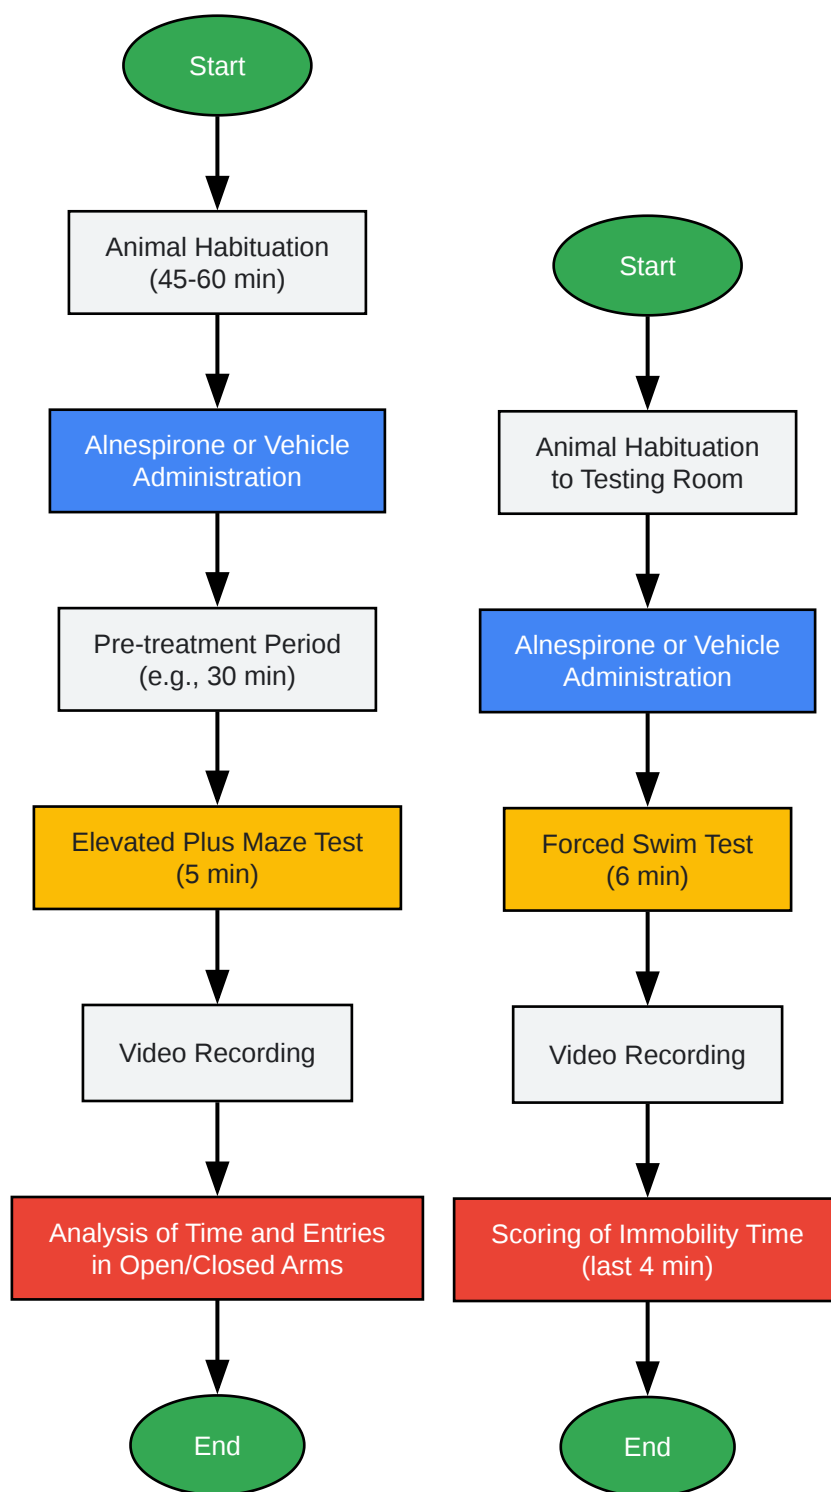 Start
Animal Habituation
(45-60 min)
Alnespirone or Vehicle
Administration
Pre-treatment Period
(e.g., 30 min)
Elevated Plus Maze Test
(5 min)
Video Recording
Analysis of Time and Entries
in Open/Closed Arms
End
Start
Animal Habituation
to Testing Room
Alnespirone or Vehicle
Administration
Forced Swim Test
(6 min)
Video Recording
Scoring of Immobility Time
(last 4 min)
End